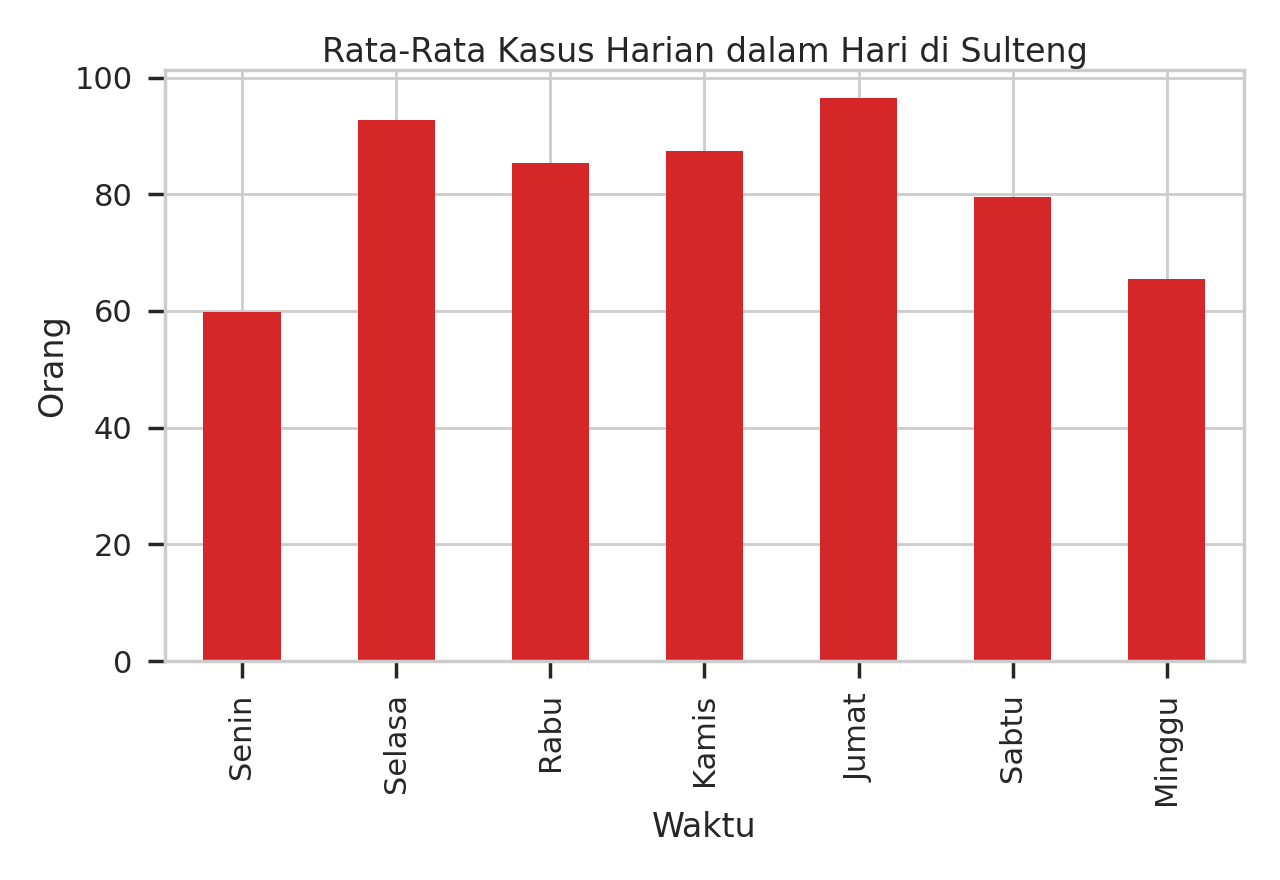 Rata-Rata Kasus Harian dalam Hari di Sulteng
100
80
60
40
20
0
Orang
Senin
Selasa
Rabu
Kamis
Jumat
Sabtu
Minggu
Waktu